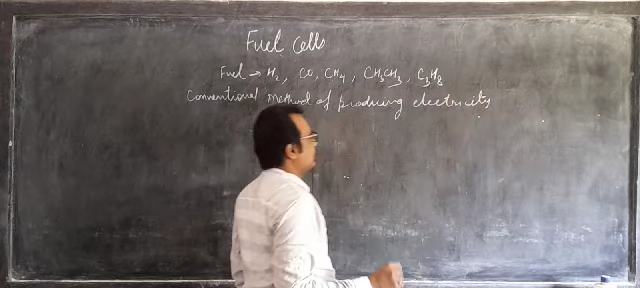 Fuel Cells
Fuel → H₂, CO, CH₄, CH₃CH₃, C₃H₈
Conventional method of producing electricity